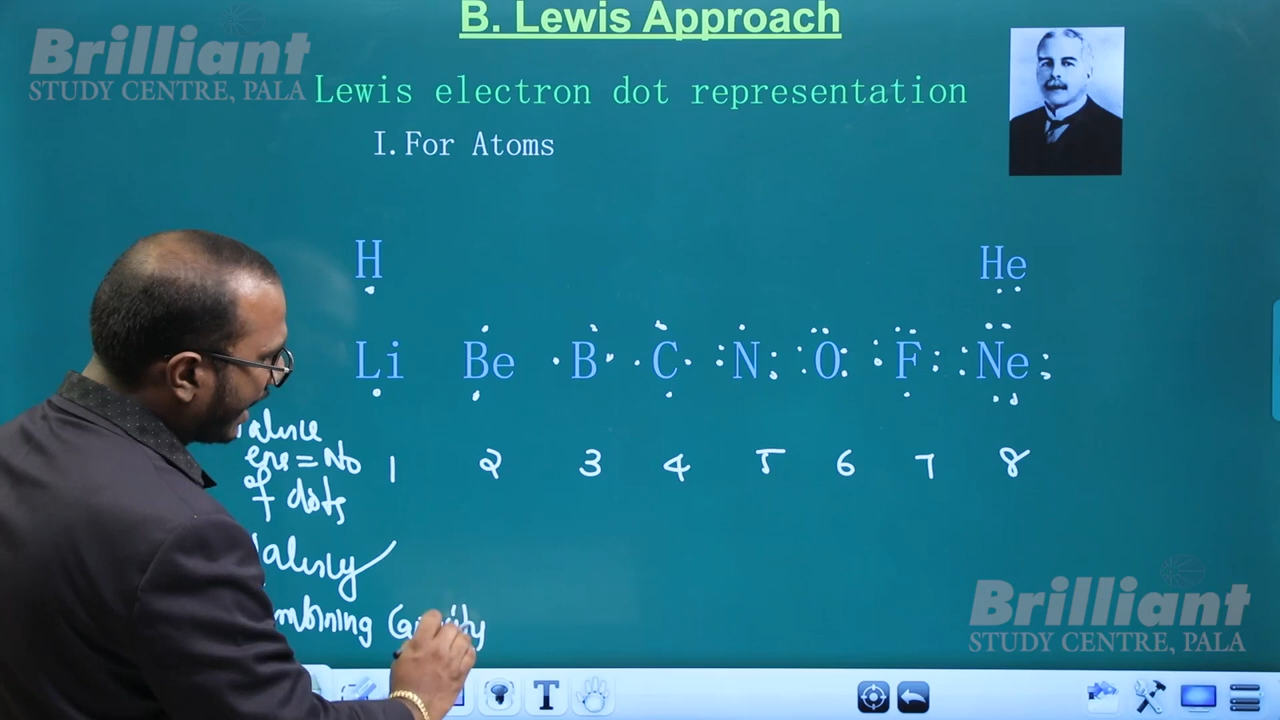 B. Lewis Approach
Brilliant
STUDY CENTRE, PALA
Lewis electron dot representation
I.For Atoms
H He
Li Be B C N O F Ne
1 2 3 4 5 6 7 8
= No
of dots
Brilliant
STUDY CENTRE, PALA
T